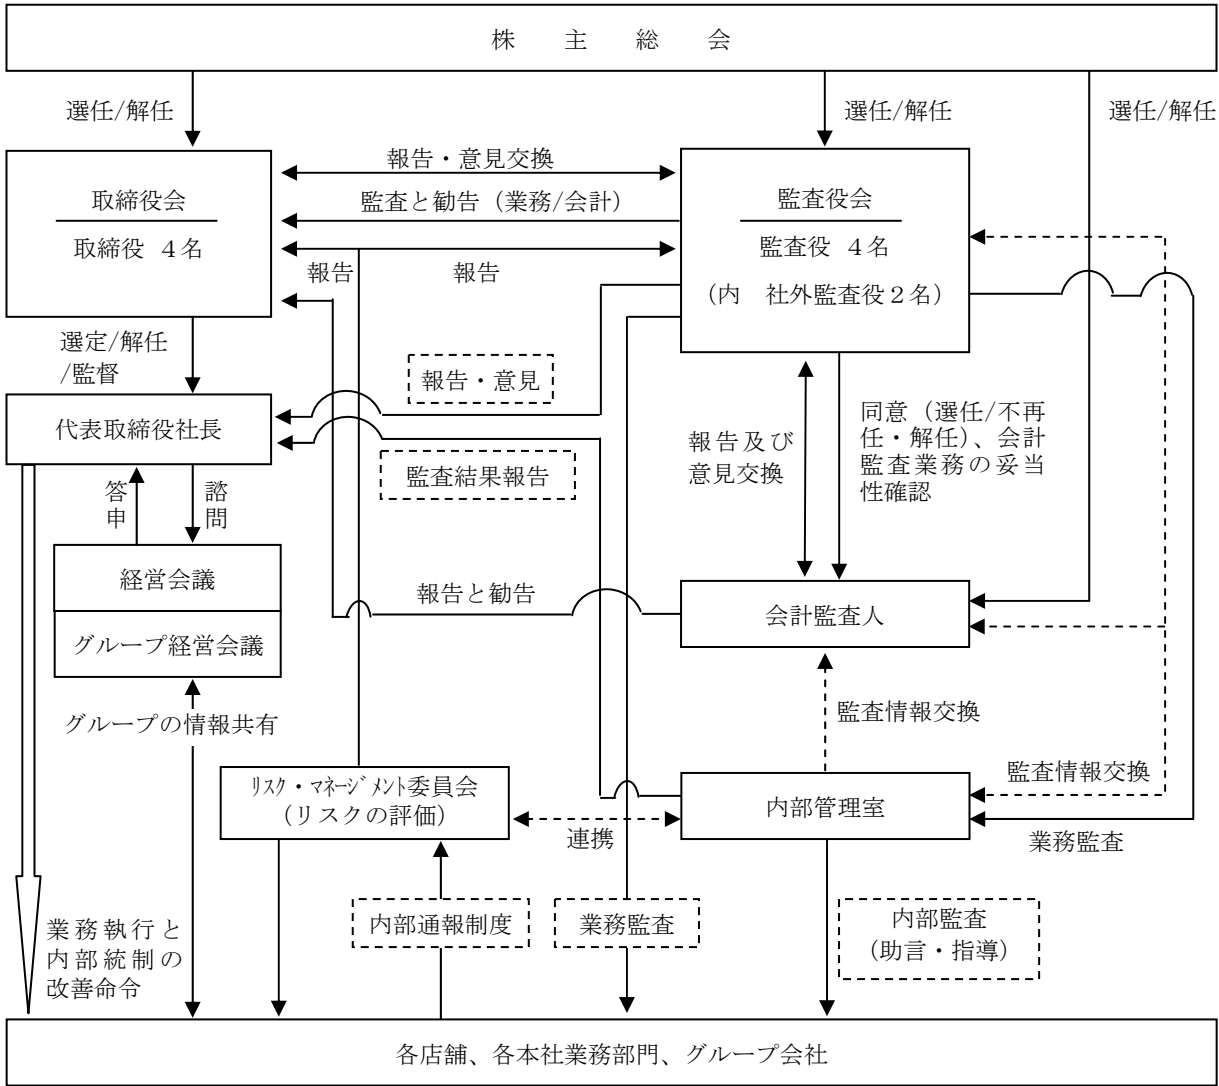 株　主　総　会
選任/解任
選任/解任
選任/解任
取締役会
取締役 4名
報告・意見交換
監査と勧告（業務/会計）
報告
報告
監査役会
監査役 4名
（内 社外監査役2名）
選定/解任
/監督
報告・意見
代表取締役社長
監査結果報告
報告及び
意見交換
同意（選任/不再
任・解任）、会計
監査業務の妥当
性確認
答申
諮問
経営会議
グループ経営会議
報告と勧告
会計監査人
グループの情報共有
監査情報交換
ﾘｽｸ・ﾏﾈｰｼﾞﾒﾝﾄ委員会
（リスクの評価）
連携
内部管理室
監査情報交換
業務監査
業務執行と
内部統制の
改善命令
内部通報制度
業務監査
内部監査
（助言・指導）
各店舗、各本社業務部門、グループ会社